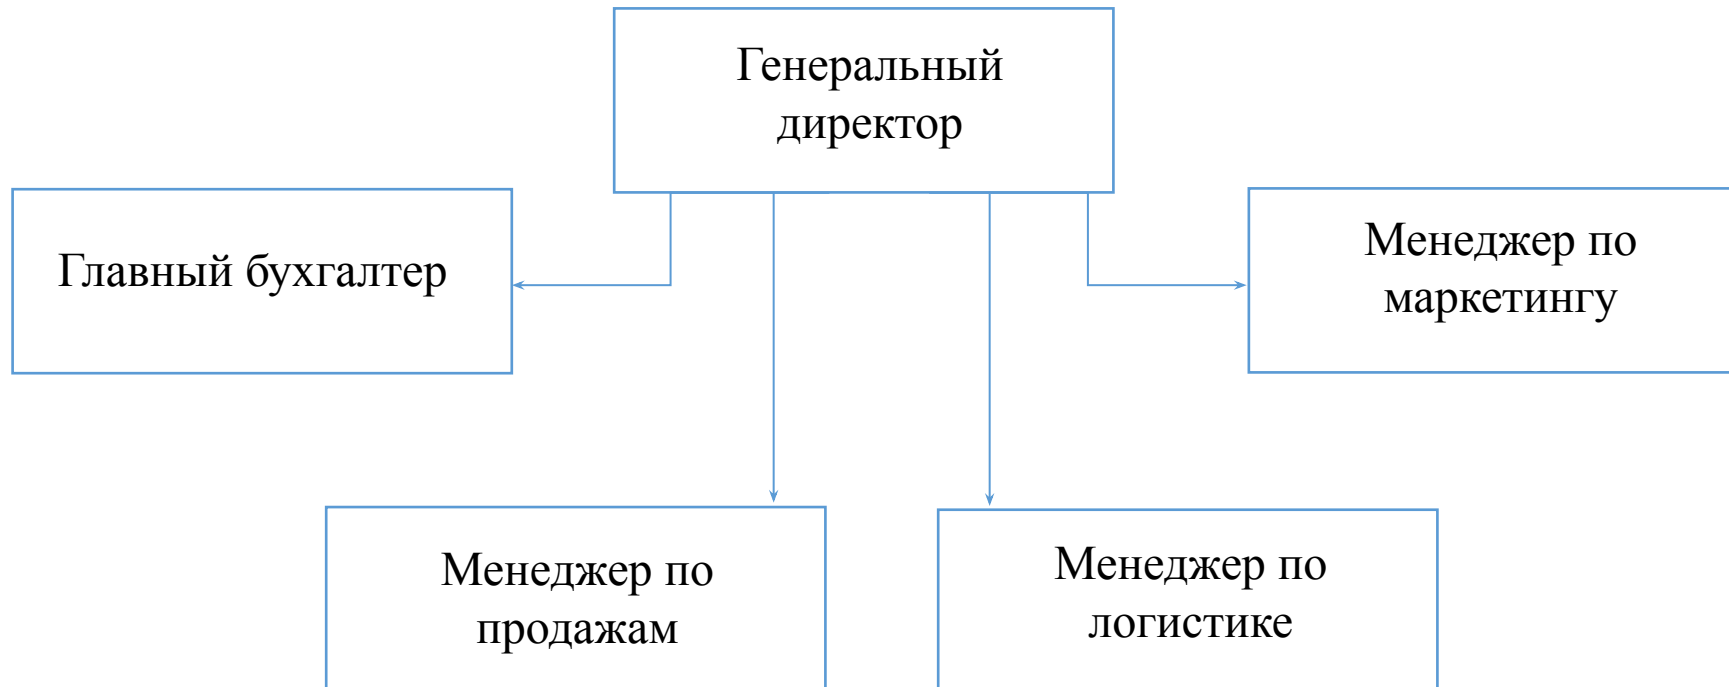 Генеральный
директор
Главный бухгалтер
Менеджер по
маркетингу
Менеджер по
продажам
Менеджер по
логистике